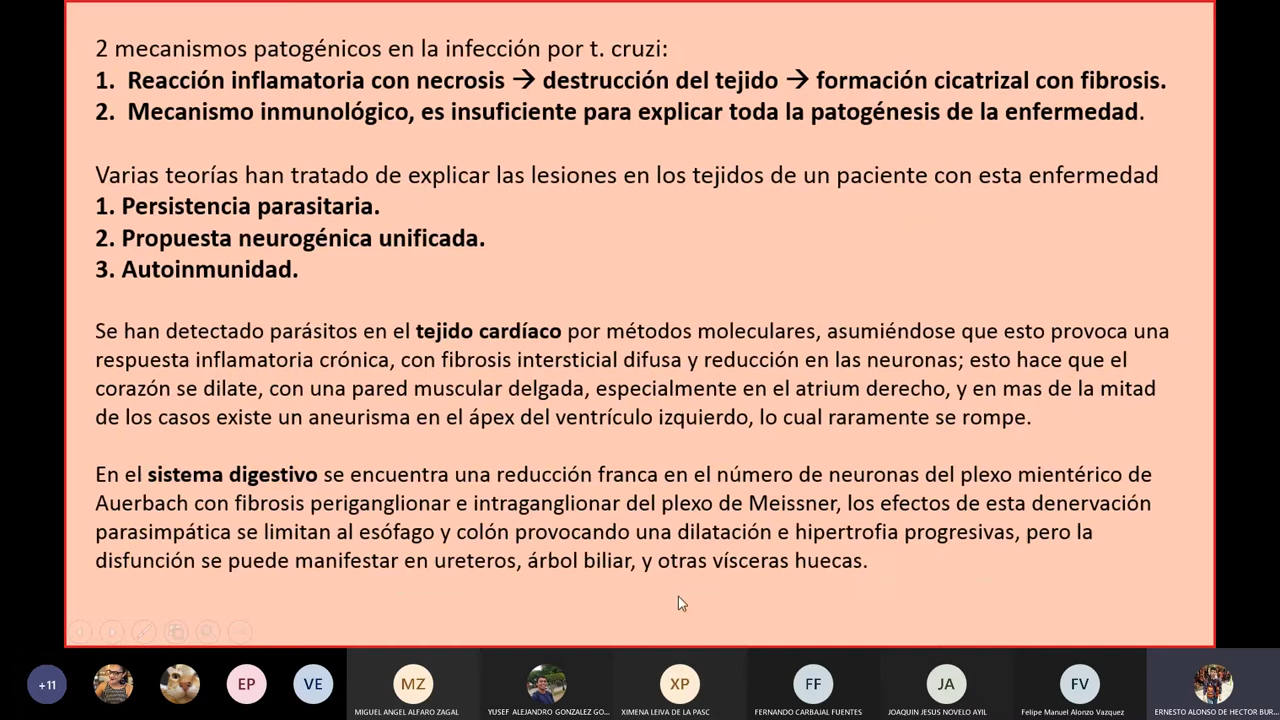 2 mecanismos patogénicos en la infección por t. cruzi:
1. Reacción inflamatoria con necrosis → destrucción del tejido → formación cicatrizal con fibrosis.
2. Mecanismo inmunológico, es insuficiente para explicar toda la patogénesis de la enfermedad.
Varias teorías han tratado de explicar las lesiones en los tejidos de un paciente con esta enfermedad
1. Persistencia parasitaria.
2. Propuesta neurogénica unificada.
3. Autoinmunidad.
Se han detectado parásitos en el tejido cardíaco por métodos moleculares, asumiéndose que esto provoca una
respuesta inflamatoria crónica, con fibrosis intersticial difusa y reducción en las neuronas; esto hace que el
corazón se dilate, con una pared muscular delgada, especialmente en el atrium derecho, y en mas de la mitad
de los casos existe un aneurisma en el ápex del ventrículo izquierdo, lo cual raramente se rompe.
En el sistema digestivo se encuentra una reducción franca en el número de neuronas del plexo mientérico de
Auerbach con fibrosis periganglionar e intraganglionar del plexo de Meissner, los efectos de esta denervación
parasimpática se limitan al esófago y colón provocando una dilatación e hipertrofia progresivas, pero la
disfunción se puede manifestar en ureteros, árbol biliar, y otras vísceras huecas.
+11 EP VE MZ XP FF JA FV
MIGUEL ANGEL ALFARO ZAGAL YUSEF ALEJANDRO GONZALEZ GO... XIMENA LEIVA DE LA PASC FERNANDO CARBAJAL FUENTES JOAQUIN JESUS NOVELO AYIL Felipe Manuel Alonzo Vazquez ERNESTO ALONSO DE HECTOR BUR...